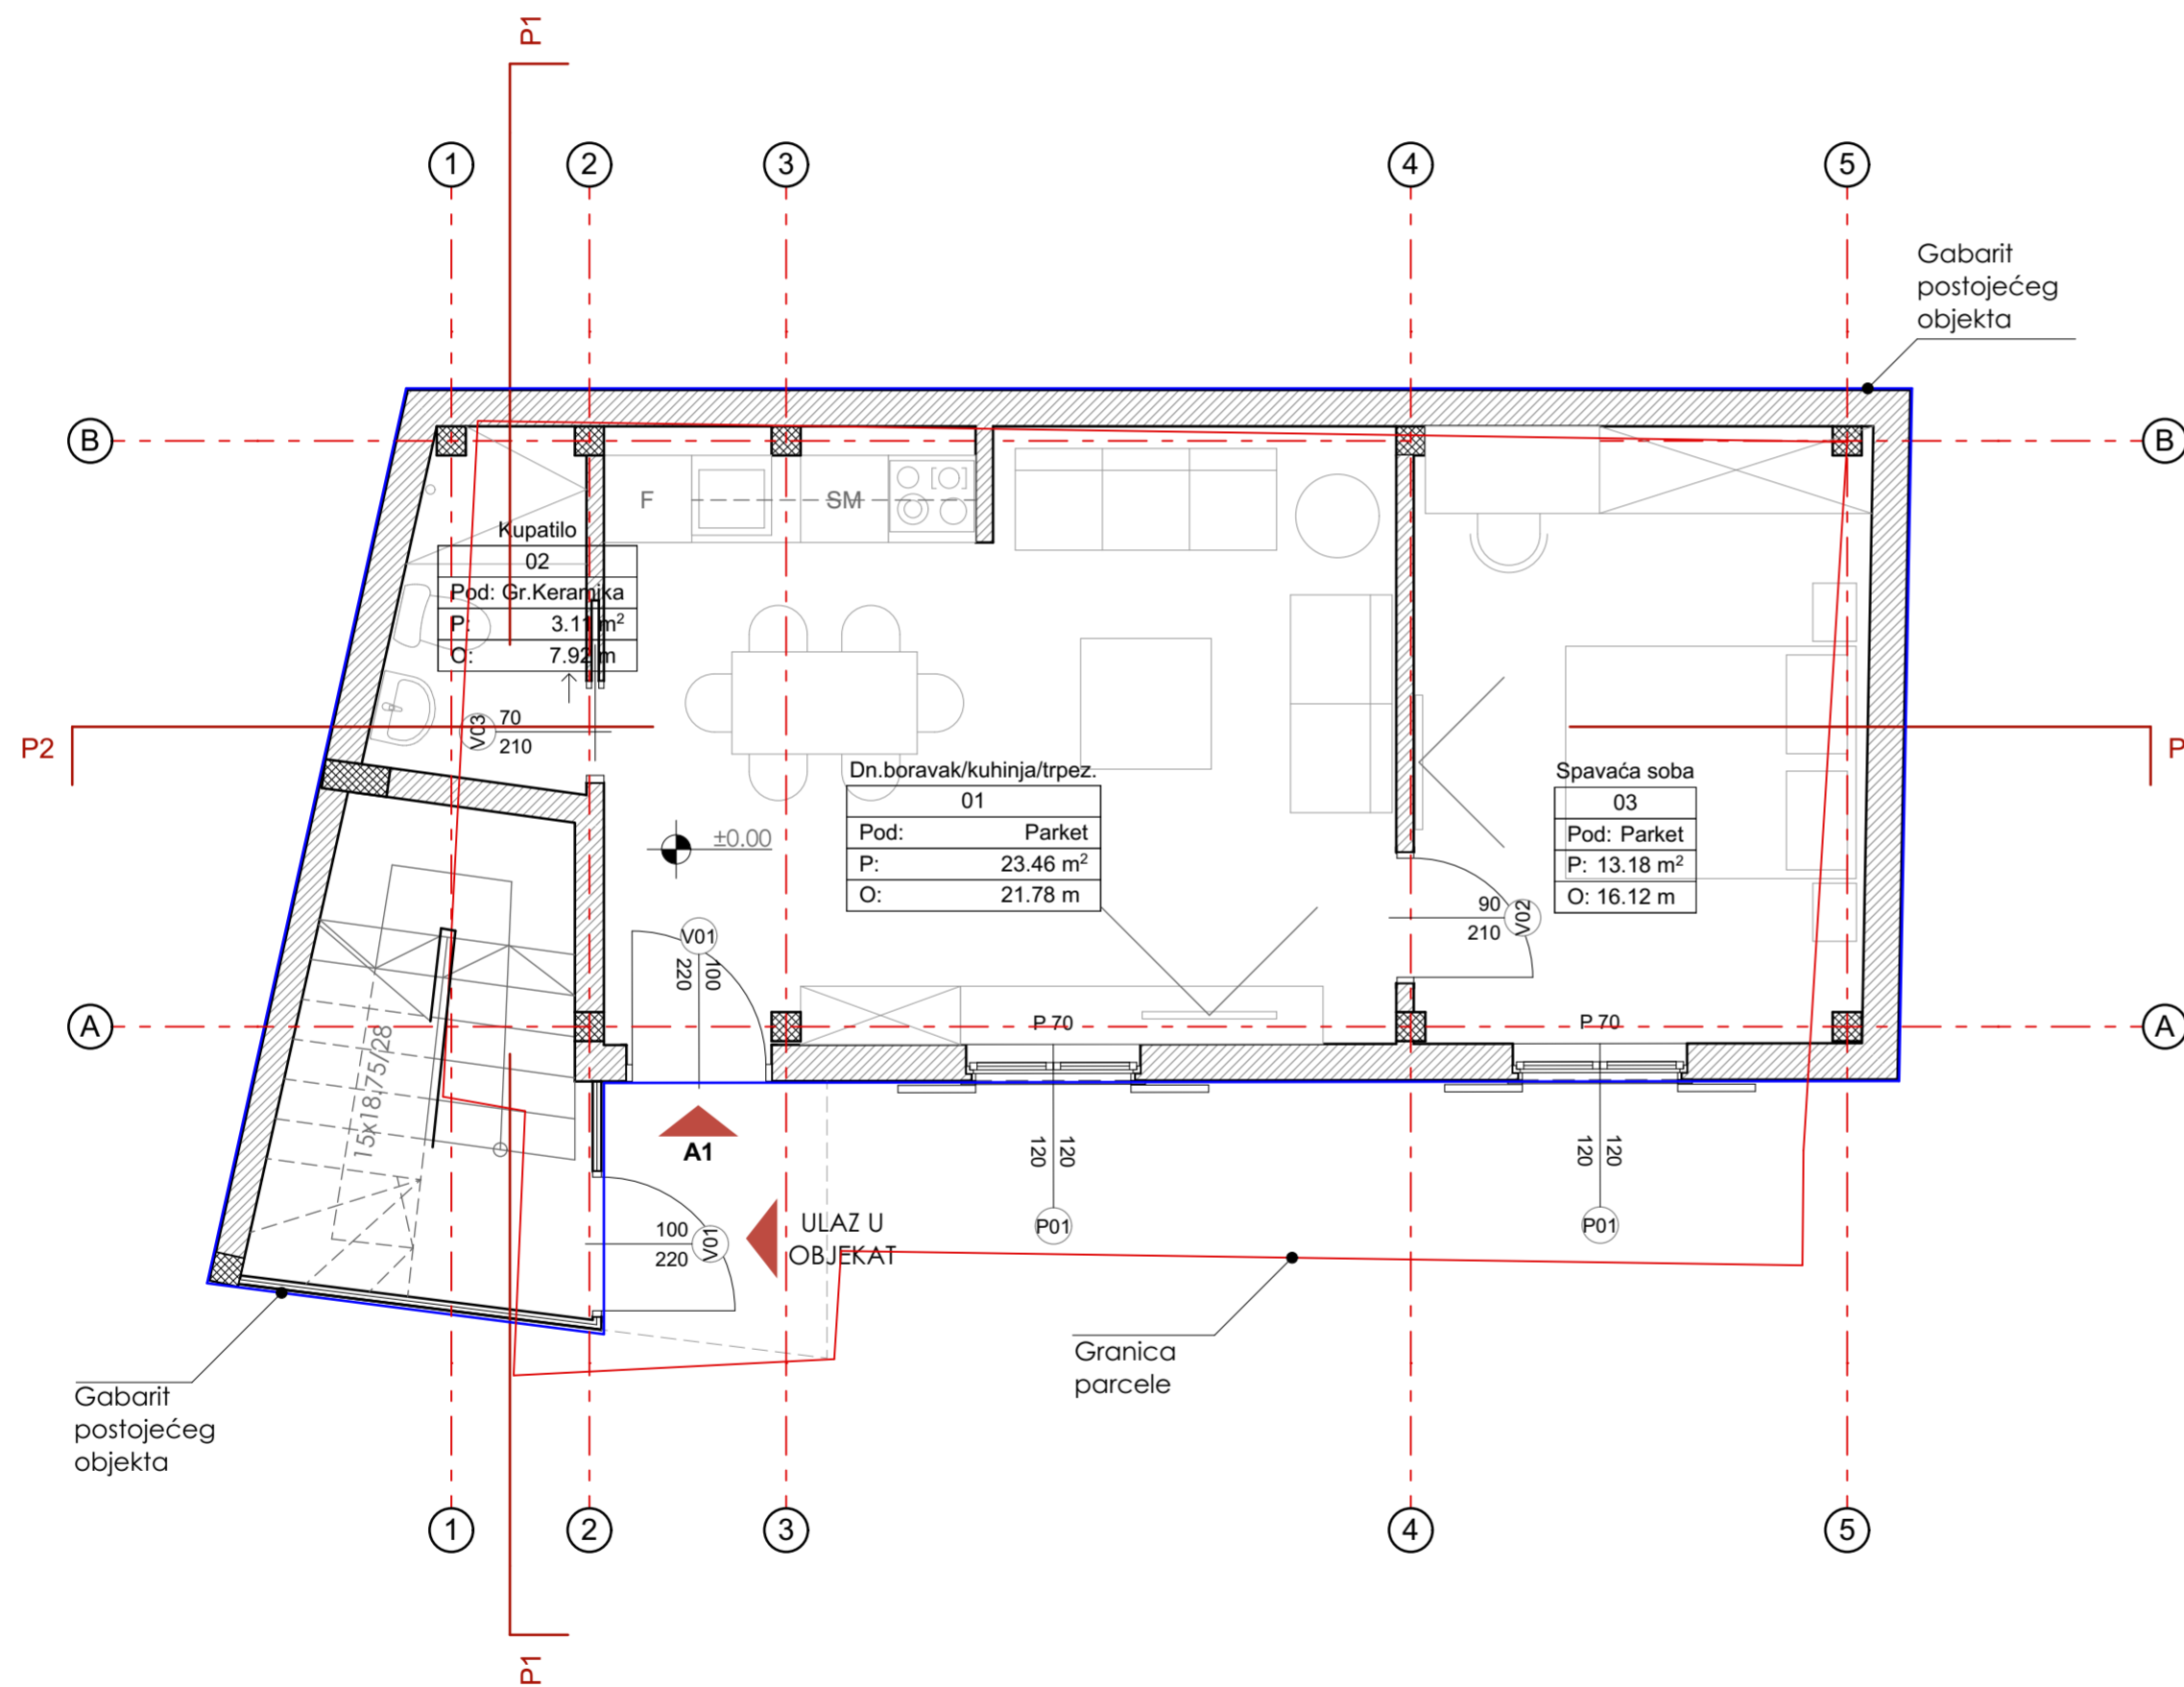 P1
1
2
3
4
5
Gabarit
postojećeg
objekta
B
B
F
SM
Kupatilo
02
Pod: Gr.Keramika
P: 3.11 m²
O: 7.92 m
V03
70
210
P2
P
Dn.boravak/kuhinja/trpez.
01
Pod: Parket
P: 23.46 m²
O: 21.78 m
Spavaća soba
03
Pod: Parket
P: 13.18 m²
O: 16.12 m
±0.00
90
210
V02
V01
100
220
A
P 70
P 70
A
15x18,75/28
A1
120
120
120
120
100
220
V01
ULAZ U
OBJEKAT
P01
P01
Granica
parcele
Gabarit
postojećeg
objekta
1
2
3
4
5
P1